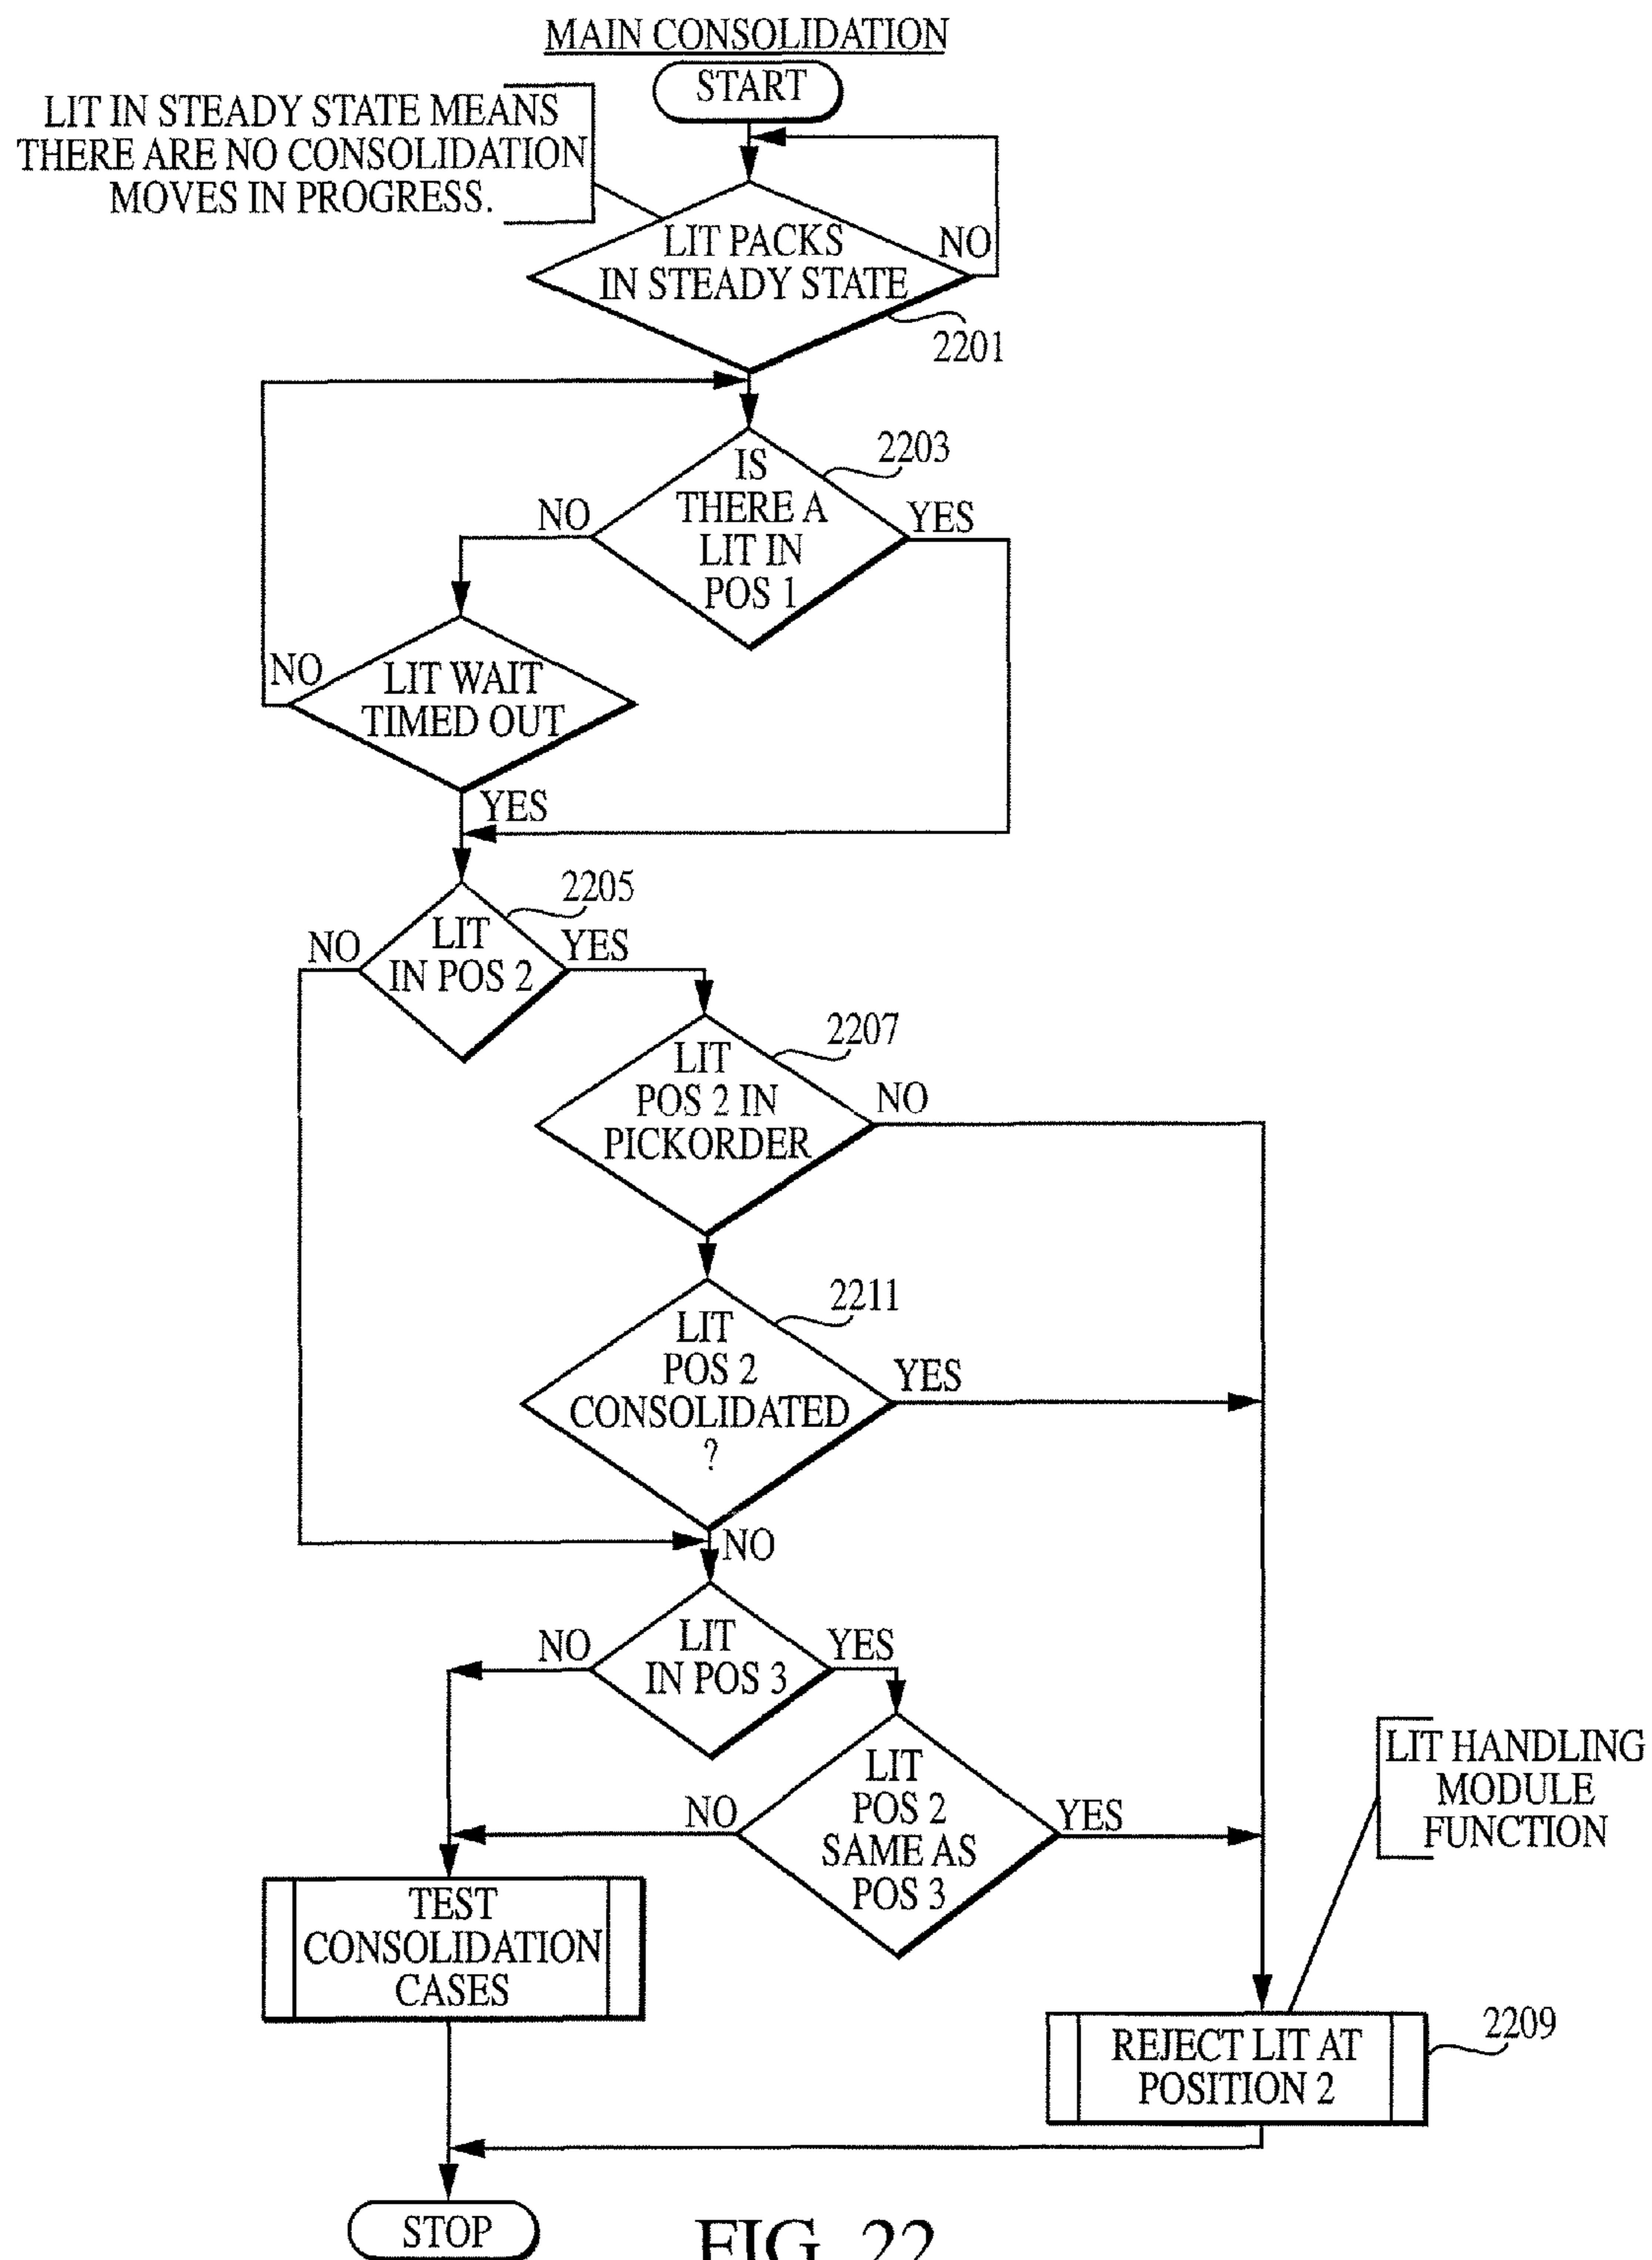 MAIN CONSOLIDATION
START
LIT IN STEADY STATE MEANS
THERE ARE NO CONSOLIDATION
MOVES IN PROGRESS.
LIT PACKS
IN STEADY STATE
NO
2201
2203
IS
THERE A
LIT IN
POS 1
NO
YES
NO
LIT WAIT
TIMED OUT
YES
2205
NO
LIT
IN POS 2
YES
2207
LIT
POS 2 IN
PICKORDER
NO
2211
LIT
POS 2
CONSOLIDATED
?
YES
NO
NO
LIT
IN POS 3
YES
LIT HANDLING
MODULE
FUNCTION
NO
LIT
POS 2
SAME AS
POS 3
YES
TEST
CONSOLIDATION
CASES
2209
REJECT LIT AT
POSITION 2
STOP
FIG. 22